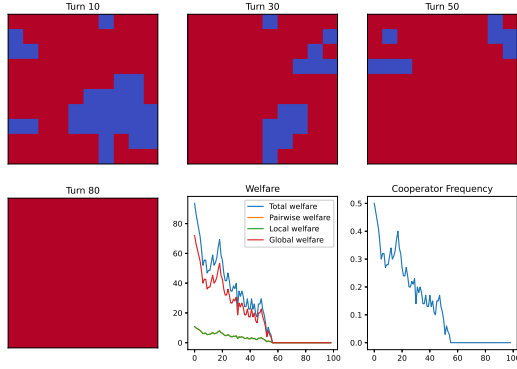 Turn 10
Turn 30
Turn 50
Turn 80
Welfare
80
60
40
20
0
0 20 40 60 80 100
Total welfare
Pairwise welfare
Local welfare
Global welfare
Cooperator Frequency
0.5
0.4
0.3
0.2
0.1
0.0
0 20 40 60 80 100